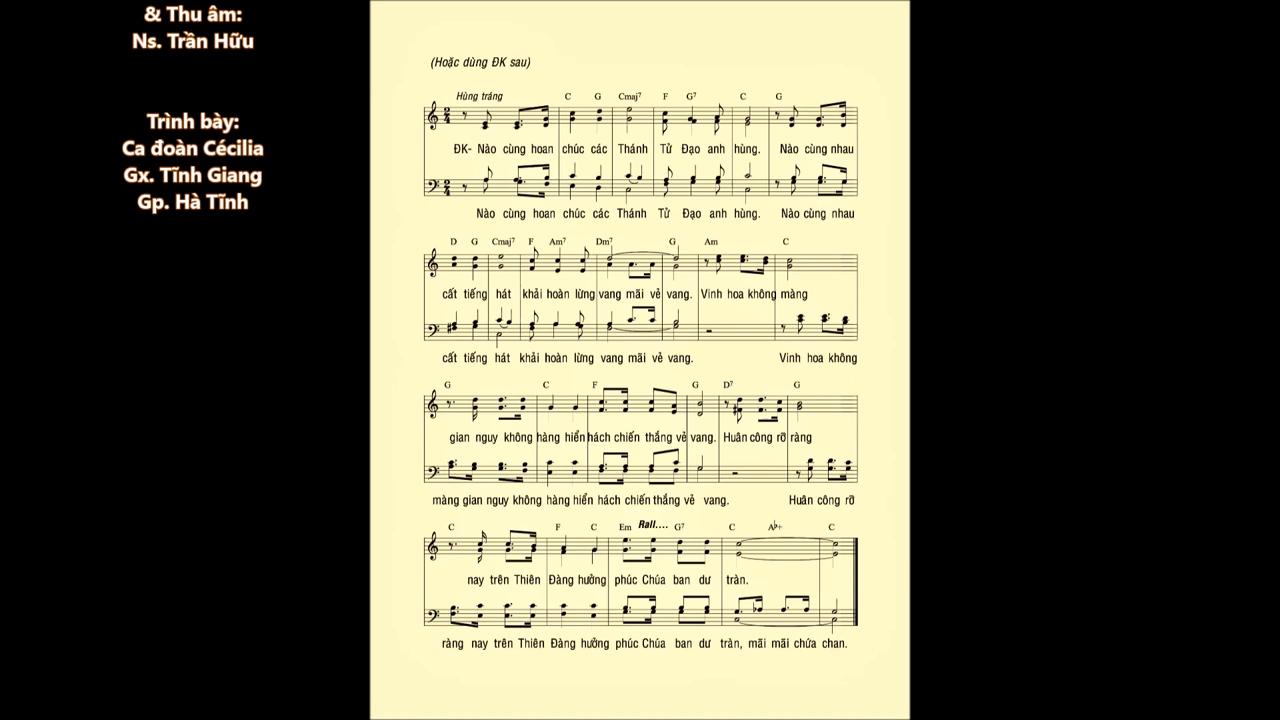 & Thu âm:
Ns. Trần Hữu
Trình bày:
Ca đoàn Cécilia
Gx. Tĩnh Giang
Gp. Hà Tĩnh
(Hoặc dùng ĐK sau)
Hùng tráng C G Cmaj7 F G7 C G
ĐK- Nào cùng hoan chúc các Thánh Tử Đạo anh hùng. Nào cùng nhau
Nào cùng hoan chúc các Thánh Tử Đạo anh hùng. Nào cùng nhau
D G Cmaj7 F Am7 Dm7 G Am C
cất tiếng hát khải hoàn lừng vang mãi vẻ vang. Vinh hoa không màng
cất tiếng hát khải hoàn lừng vang mãi vẻ vang. Vinh hoa không
G C F G D7 G
gian nguy không hàng hiển hách chiến thắng vẻ vang. Huân công rỡ ràng
màng gian nguy không hàng hiển hách chiến thắng vẻ vang. Huân công rỡ
C F C Em Rall.... G7 C A♭+ C
nay trên Thiên Đàng hưởng phúc Chúa ban dư tràn.
ràng nay trên Thiên Đàng hưởng phúc Chúa ban dư tràn, mãi mãi chứa chan.